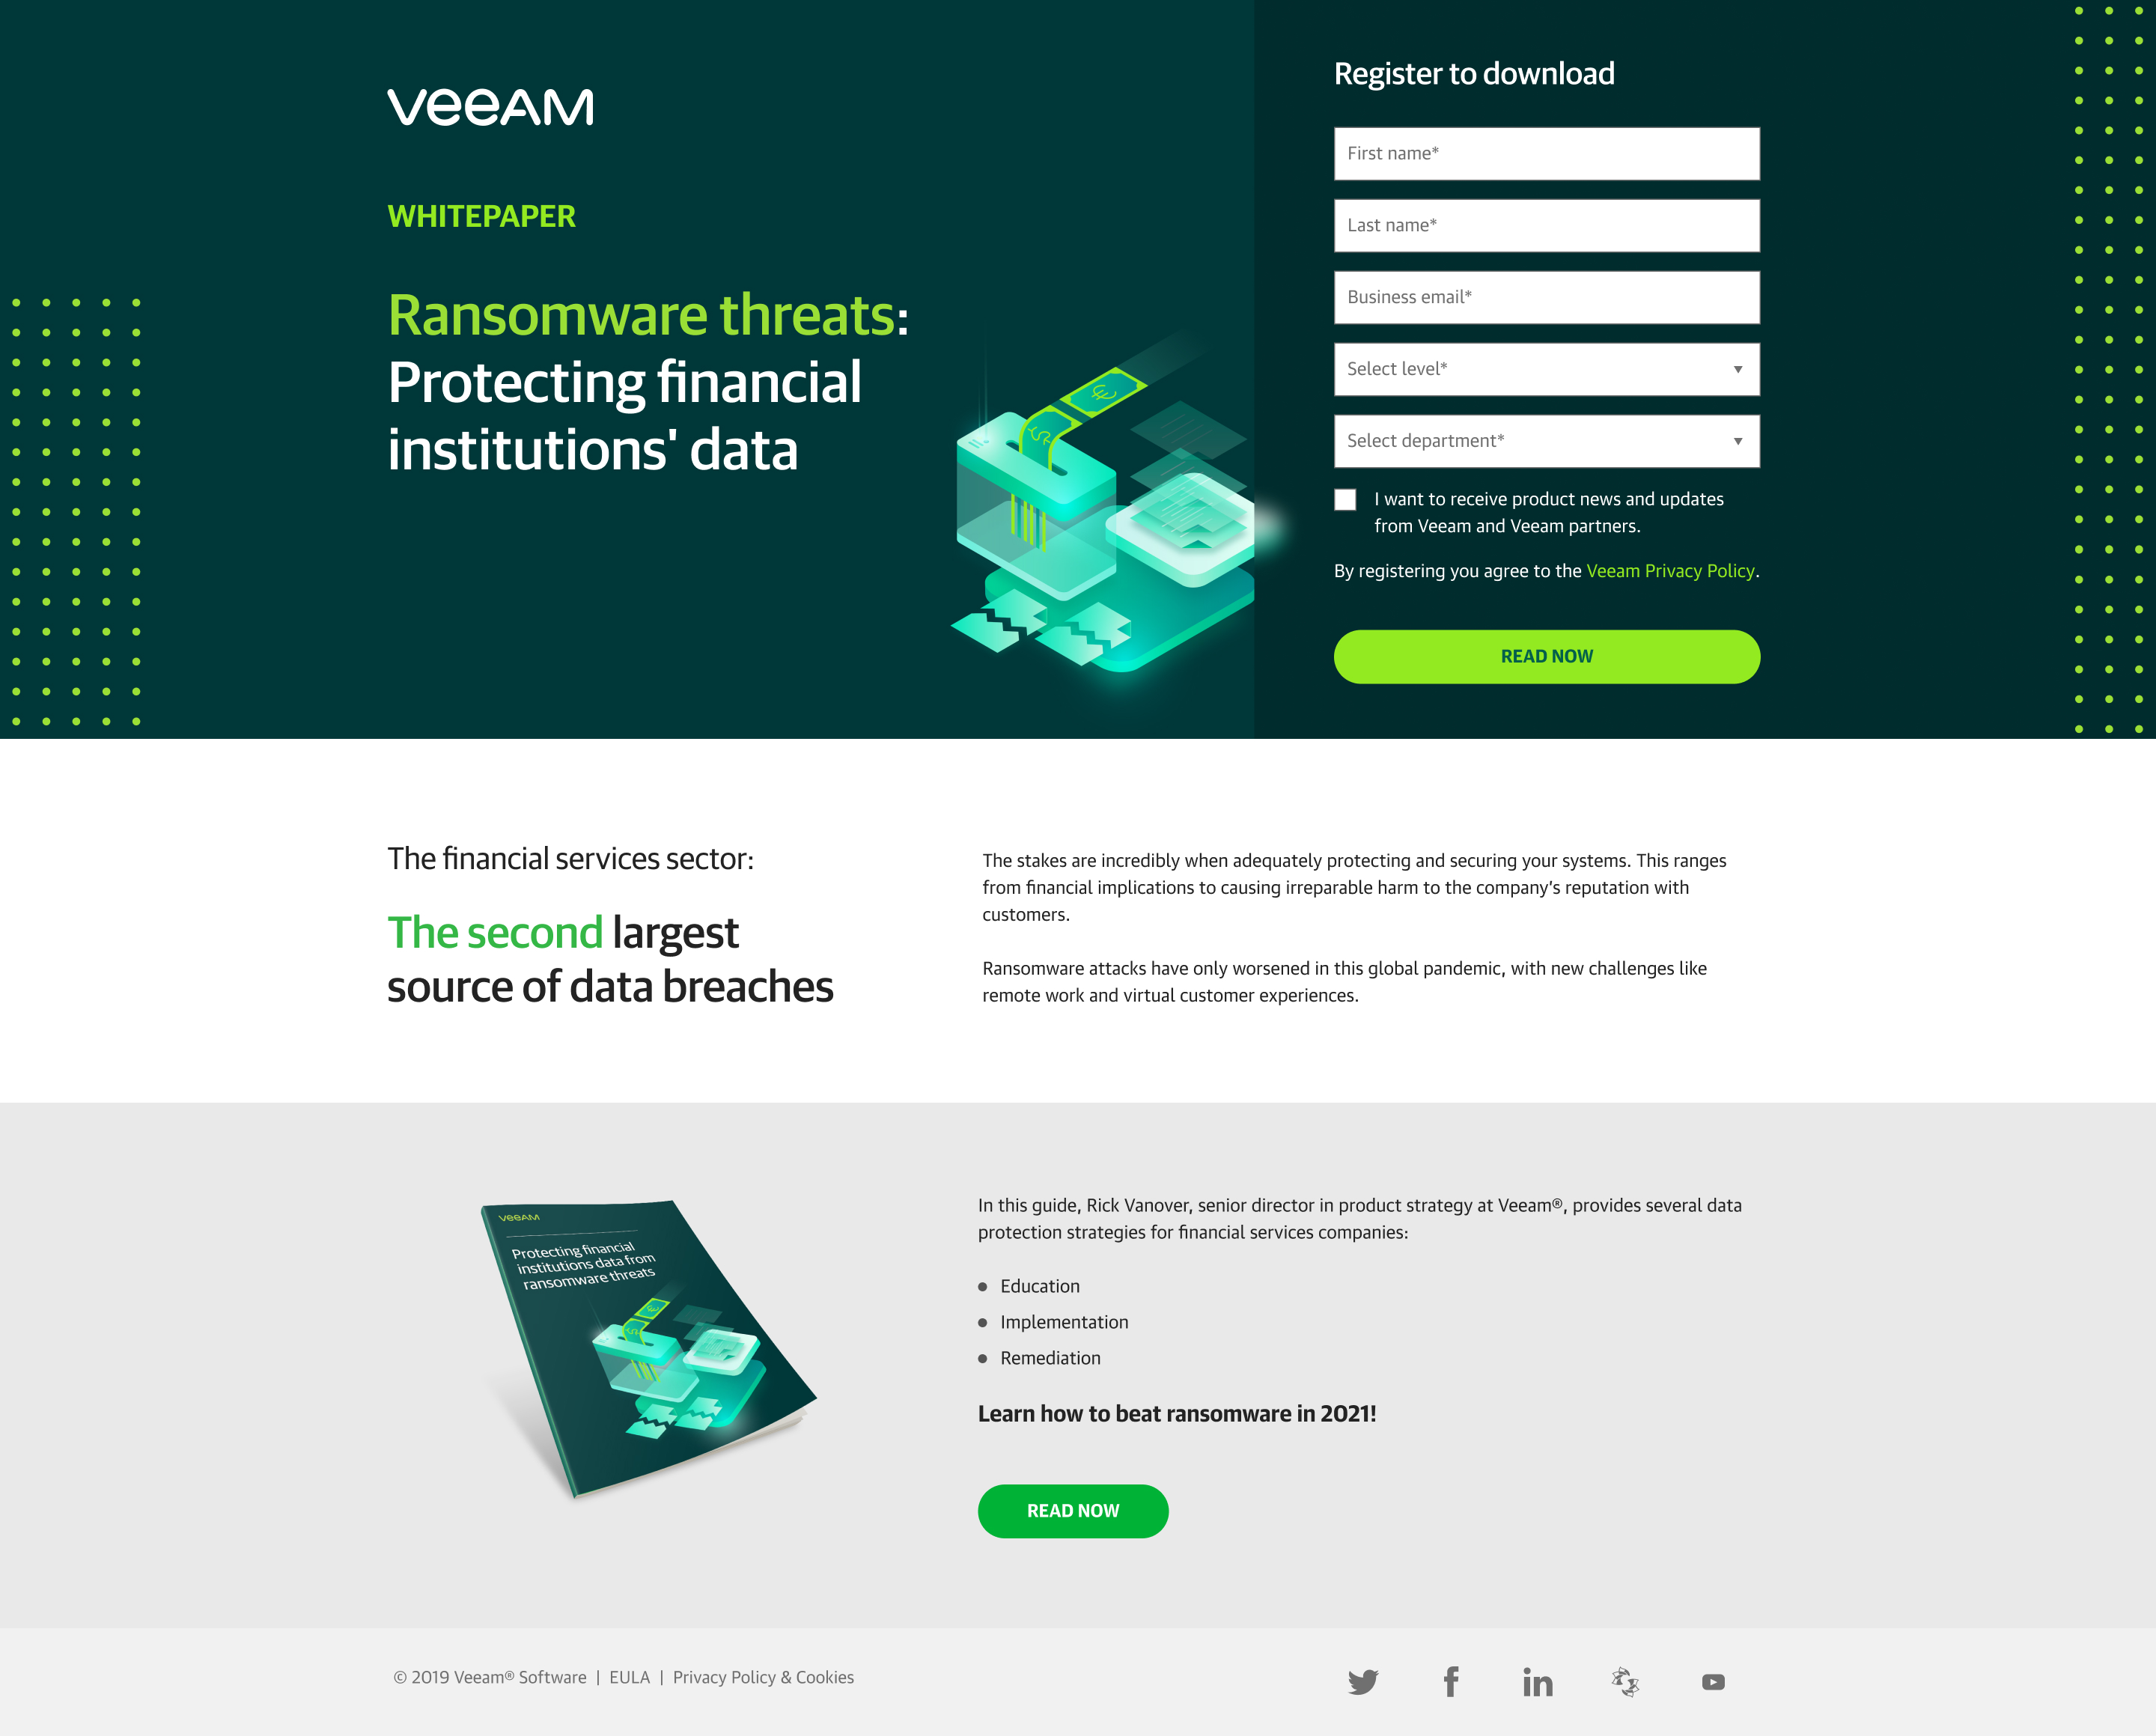 veeAM
WHITEPAPER
Ransomware threats:
Protecting financial
institutions' data
Register to download
First name*
Last name*
Business email*
Select level*
Select department*
I want to receive product news and updates
from Veeam and Veeam partners.
By registering you agree to the Veeam Privacy Policy.
READ NOW
The financial services sector:
The second largest
source of data breaches
The stakes are incredibly when adequately protecting and securing your systems. This ranges
from financial implications to causing irreparable harm to the company's reputation with
customers.
Ransomware attacks have only worsened in this global pandemic, with new challenges like
remote work and virtual customer experiences.
veeAM
Protecting financial
institutions data from
ransomware threats
In this guide, Rick Vanover, senior director in product strategy at Veeam®, provides several data
protection strategies for financial services companies:
Education
Implementation
Remediation
Learn how to beat ransomware in 2021!
READ NOW
© 2019 Veeam® Software | EULA | Privacy Policy & Cookies